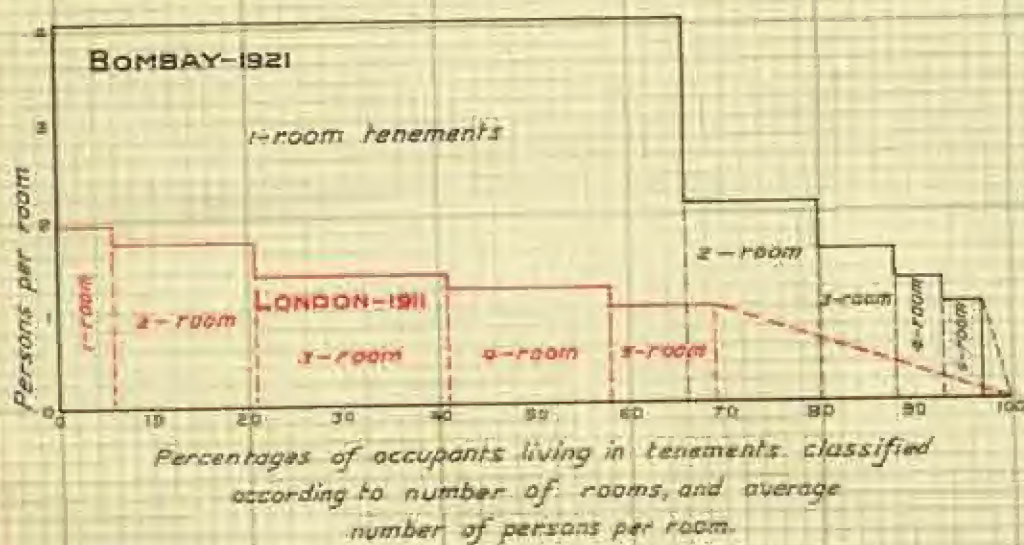 BOMBAY-1921
1-room tenements
Persons per room
4
3
2
1
0
2-room
3-room
4-room
5-room
LONDON-1911
1-room
2-room
3-room
4-room
5-room
0 10 20 30 40 50 60 70 80 90 100
Percentages of occupants living in tenements. classified
according to number of rooms, and average
number of persons per room.